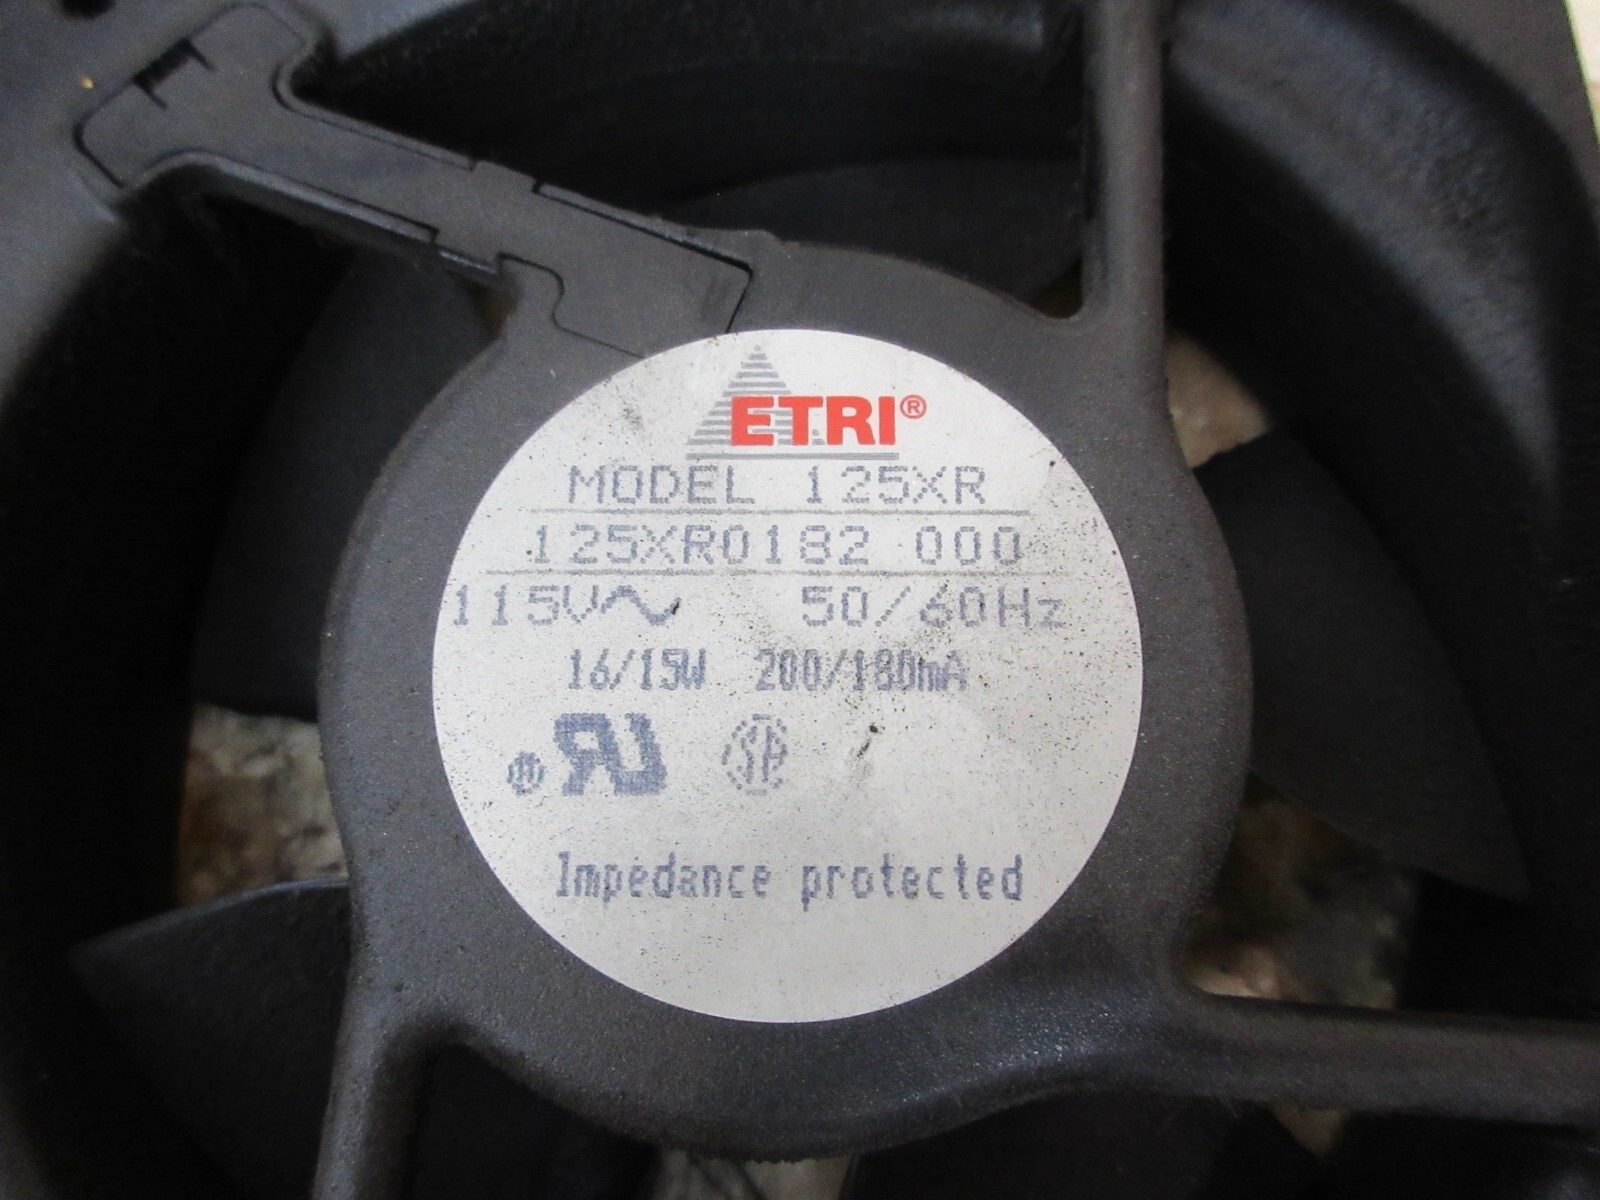 ETRI®
MODEL 125XR
125XR0182 000
115V~ 50/60Hz
16/15W 200/180mA
Impedance protected